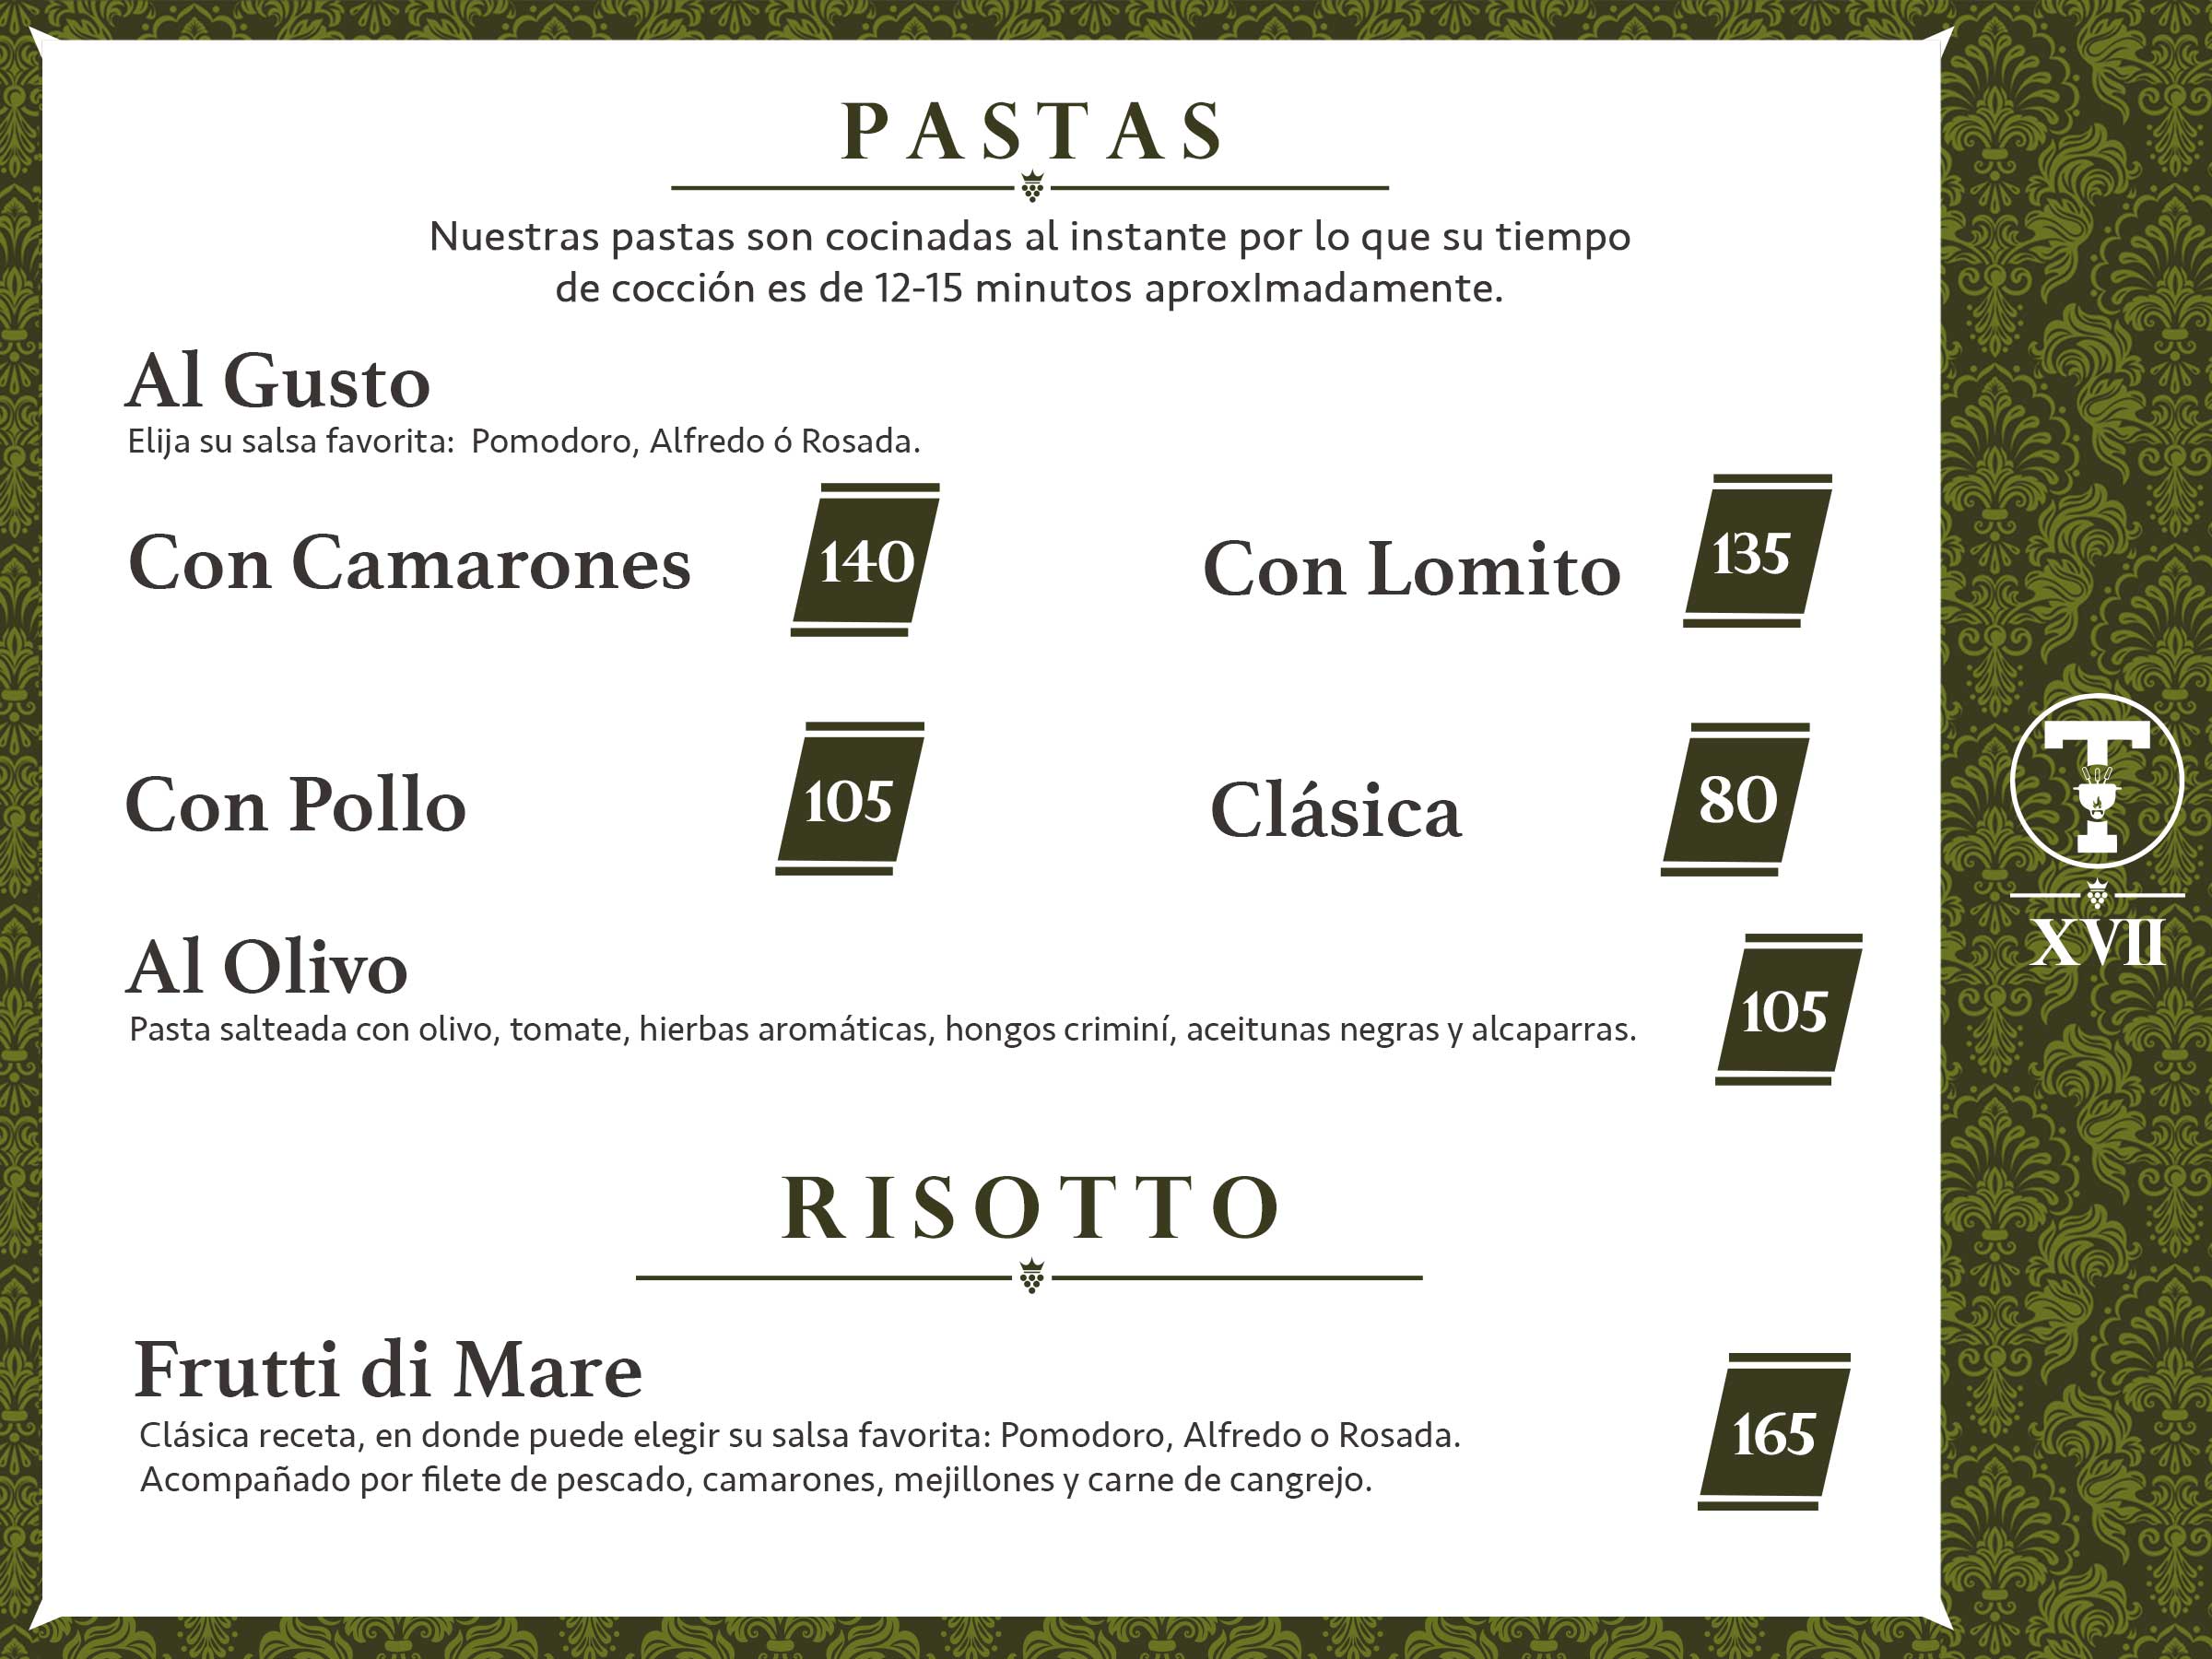 PASTAS
Nuestras pastas son cocinadas al instante por lo que su tiempo
de cocción es de 12-15 minutos aproxImadamente.
Al Gusto
Elija su salsa favorita: Pomodoro, Alfredo ó Rosada.
Con Camarones 140
Con Lomito 135
Con Pollo 105
Clásica 80
Al Olivo
Pasta salteada con olivo, tomate, hierbas aromáticas, hongos criminí, aceitunas negras y alcaparras.
105
RISOTTO
Frutti di Mare
Clásica receta, en donde puede elegir su salsa favorita: Pomodoro, Alfredo o Rosada.
Acompañado por filete de pescado, camarones, mejillones y carne de cangrejo.
165
T
XVII